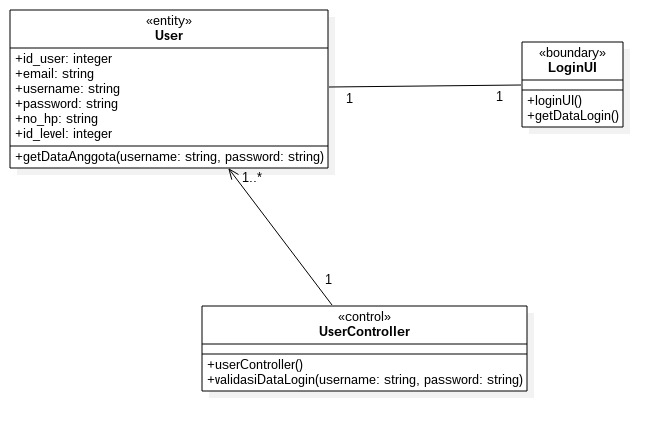 «entity»
User
+id_user: integer
+email: string
+username: string
+password: string
+no_hp: string
+id_level: integer
+getDataAnggota(username: string, password: string)
1
1
«boundary»
LoginUI
+loginUI()
+getDataLogin()
1..*
1
«control»
UserController
+userController()
+validasiDataLogin(username: string, password: string)